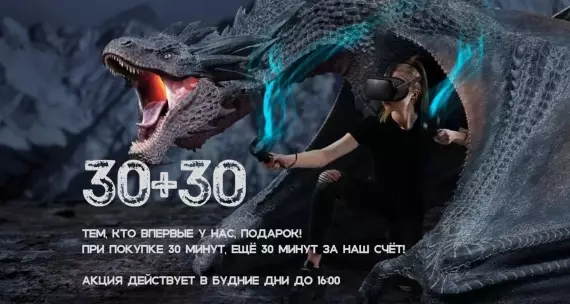 30+30
ТЕМ, КТО ВПЕРВЫЕ У НАС, ПОДАРОК!
ПРИ ПОКУПКЕ 30 МИНУТ, ЕЩЁ 30 МИНУТ ЗА НАШ СЧЁТ!
АКЦИЯ ДЕЙСТВУЕТ В БУДНИЕ ДНИ ДО 16:00